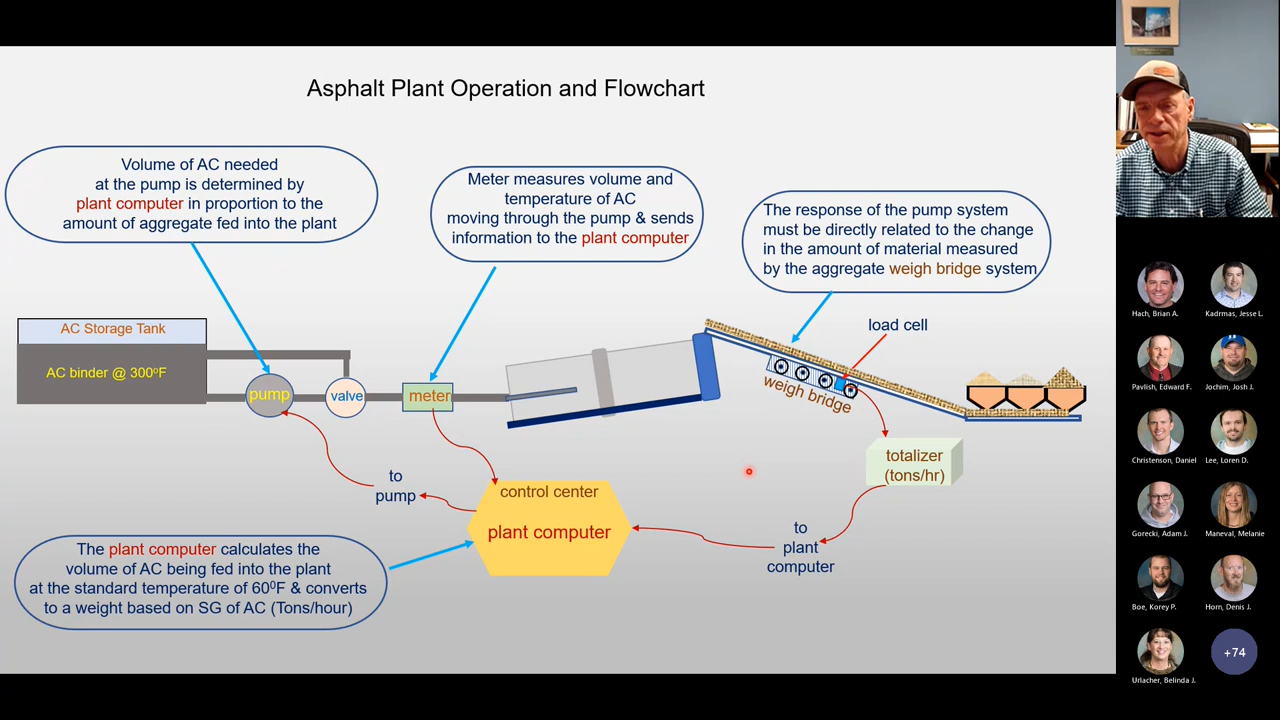 Asphalt Plant Operation and Flowchart
Volume of AC needed
at the pump is determined by
plant computer in proportion to the
amount of aggregate fed into the plant
Meter measures volume and
temperature of AC
moving through the pump & sends
information to the plant computer
The response of the pump system
must be directly related to the change
in the amount of material measured
by the aggregate weigh bridge system
load cell
AC Storage Tank
AC binder @ 300⁰F
pump
valve
meter
weigh bridge
totalizer
(tons/hr)
to
pump
control center
plant computer
to
plant
computer
The plant computer calculates the
volume of AC being fed into the plant
at the standard temperature of 60⁰F & converts
to a weight based on SG of AC (Tons/hour)
Hach, Brian A.
Kadrmas, Jesse L.
Pavlish, Edward F.
Jochim, Josh J.
Christenson, Daniel
Lee, Loren D.
Gorecki, Adam J.
Maneval, Melanie
Boe, Korey P.
Horn, Denis J.
Urlacher, Belinda J.
+74